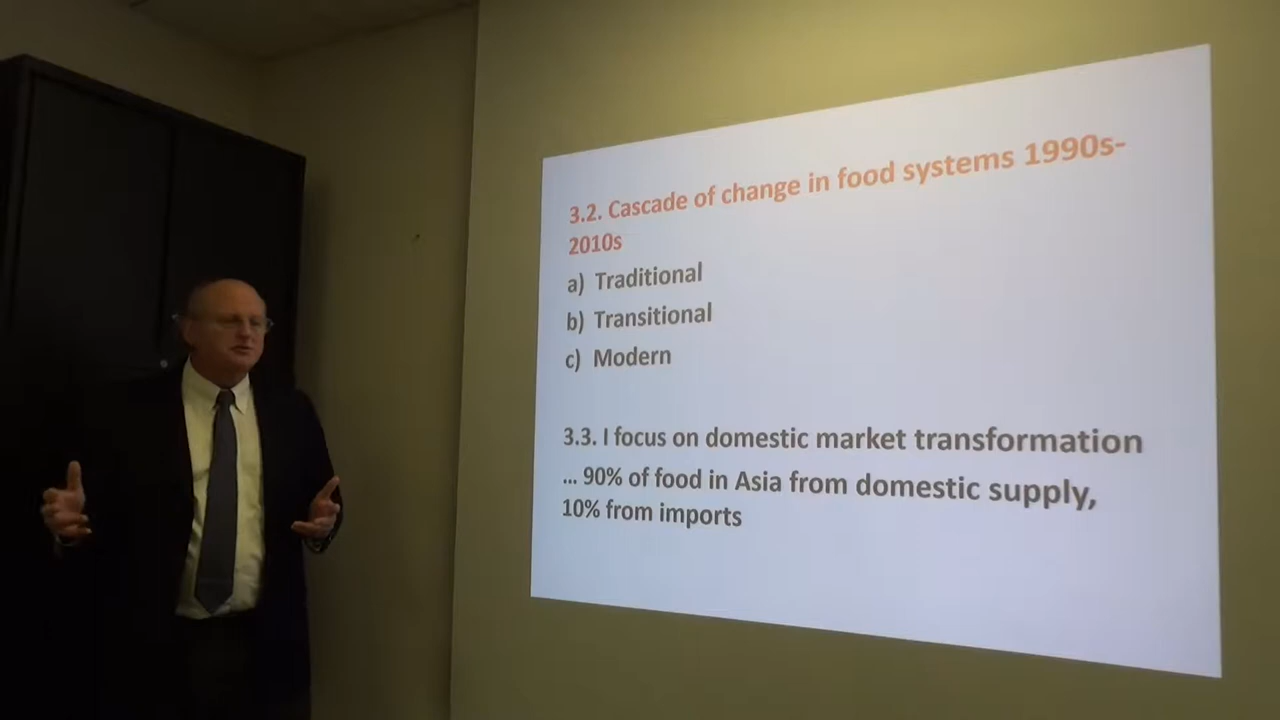 3.2. Cascade of change in food systems 1990s-
2010s
a) Traditional
b) Transitional
c) Modern
3.3. I focus on domestic market transformation
... 90% of food in Asia from domestic supply,
10% from imports